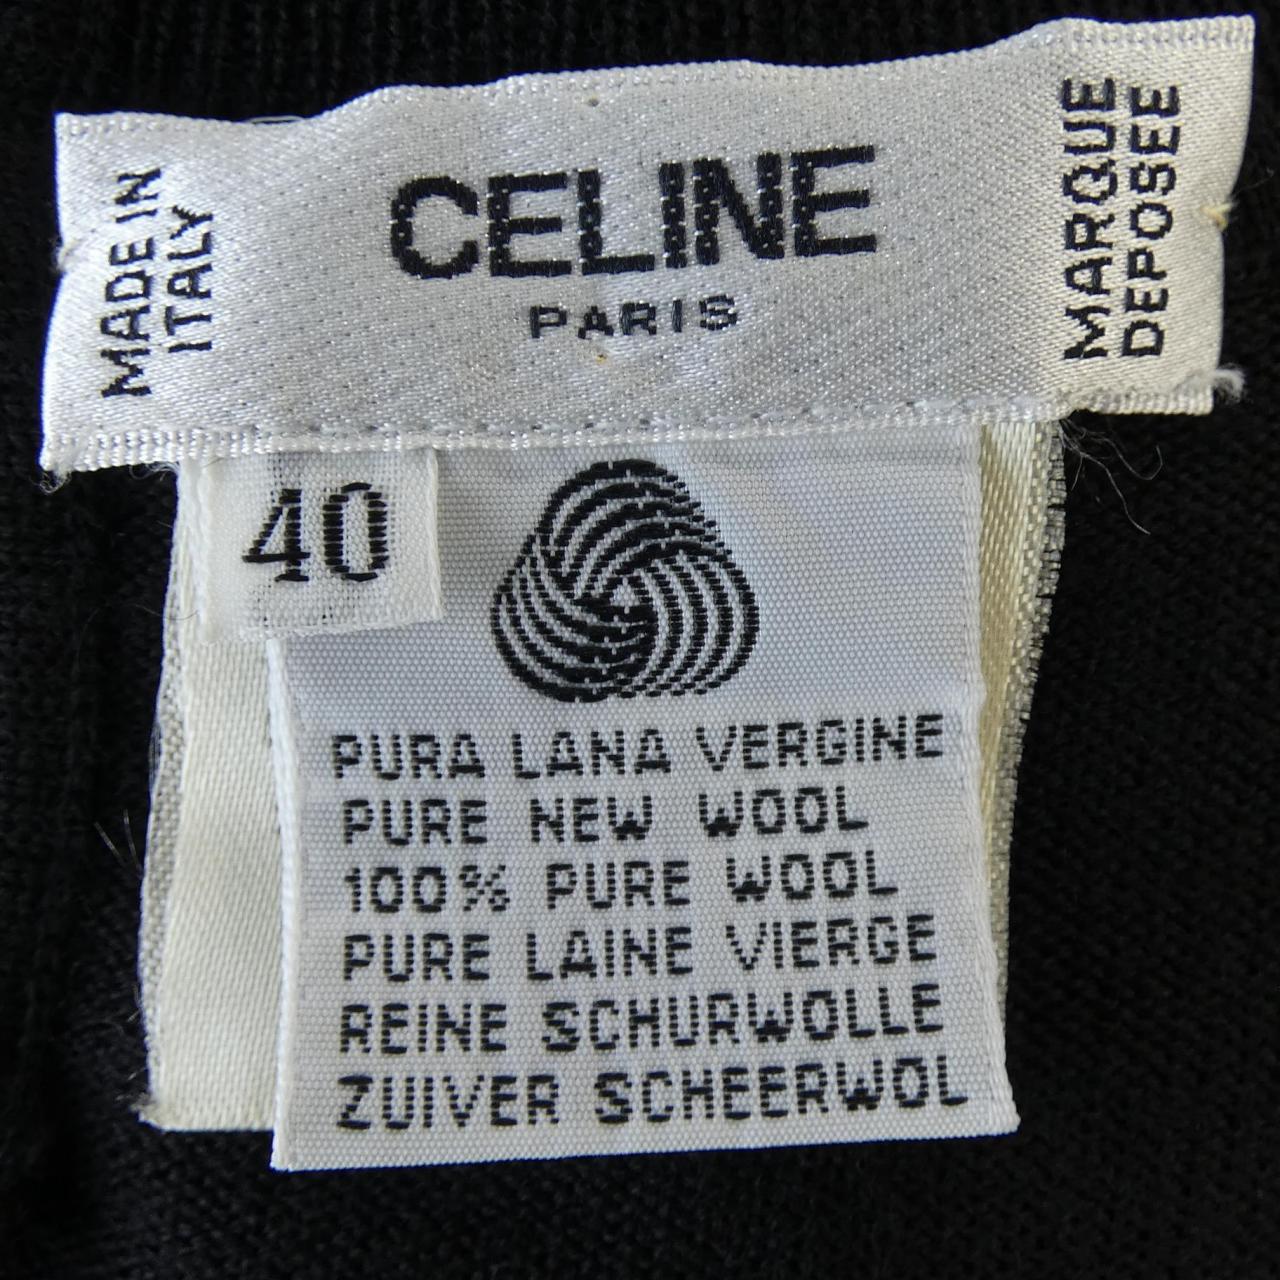 MADE IN
ITALY
CELINE
PARIS
MARQUE
DEPOSEE
40
PURA LANA VERGINE
PURE NEW WOOL
100% PURE WOOL
PURE LAINE VIERGE
REINE SCHURWOLLE
ZUIVER SCHEERWOL